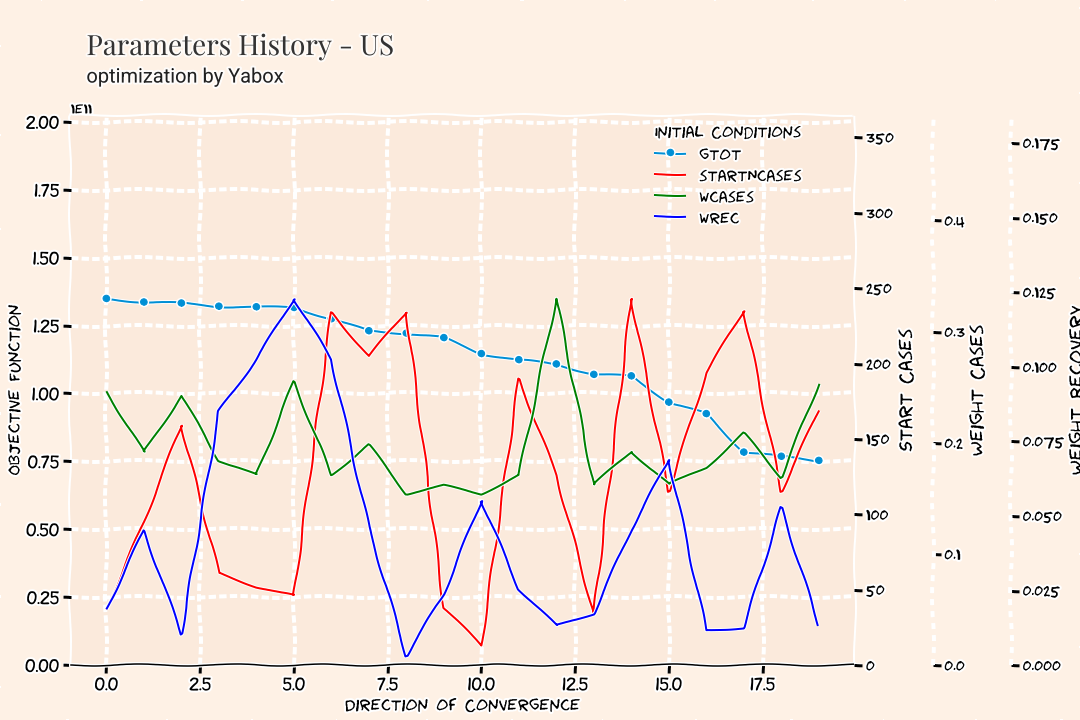 Parameters History - US
optimization by Yabox
1E11
2.00
1.75
1.50
1.25
1.00
0.75
0.50
0.25
0.00
OBJECTIVE FUNCTION
INITIAL CONDITIONS
GTOT
STARTNCASES
WCASES
WREC
0.0 2.5 5.0 7.5 10.0 12.5 15.0 17.5
DIRECTION OF CONVERGENCE
350
300
250
200
150
100
50
0
START CASES
0.4
0.3
0.2
0.1
0.0
WEIGHT CASES
0.175
0.150
0.125
0.100
0.075
0.050
0.025
0.000
WEIGHT RECOVERY